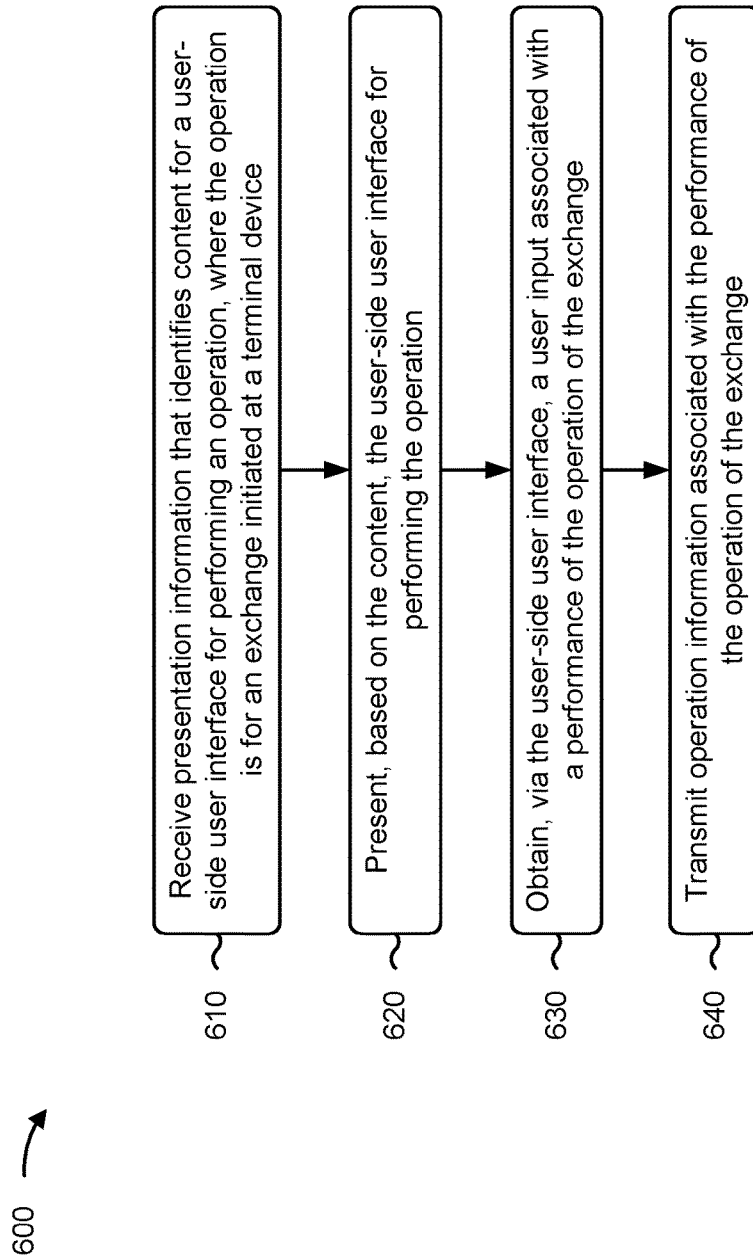 600
610
Receive presentation information that identifies content for a user-
side user interface for performing an operation, where the operation
is for an exchange initiated at a terminal device
620
Present, based on the content, the user-side user interface for
performing the operation
630
Obtain, via the user-side user interface, a user input associated with
a performance of the operation of the exchange
640
Transmit operation information associated with the performance of
the operation of the exchange